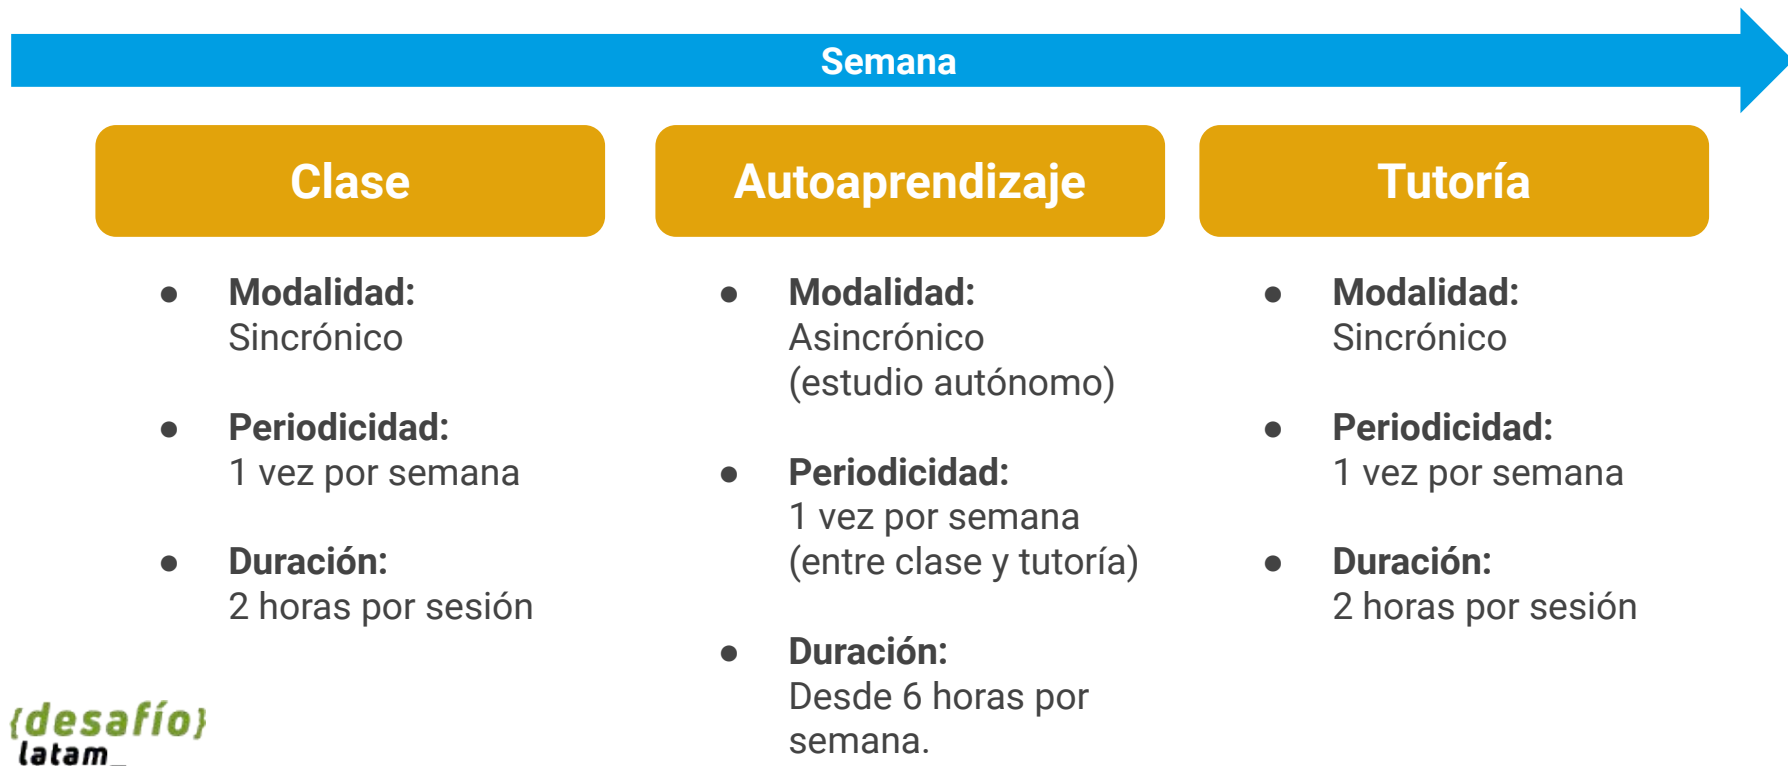 Semana
Clase
● Modalidad:
Sincrónico
● Periodicidad:
1 vez por semana
● Duración:
2 horas por sesión
Autoaprendizaje
● Modalidad:
Asincrónico
(estudio autónomo)
● Periodicidad:
1 vez por semana
(entre clase y tutoría)
● Duración:
Desde 6 horas por
semana.
Tutoría
● Modalidad:
Sincrónico
● Periodicidad:
1 vez por semana
● Duración:
2 horas por sesión
{desafío}
latam_